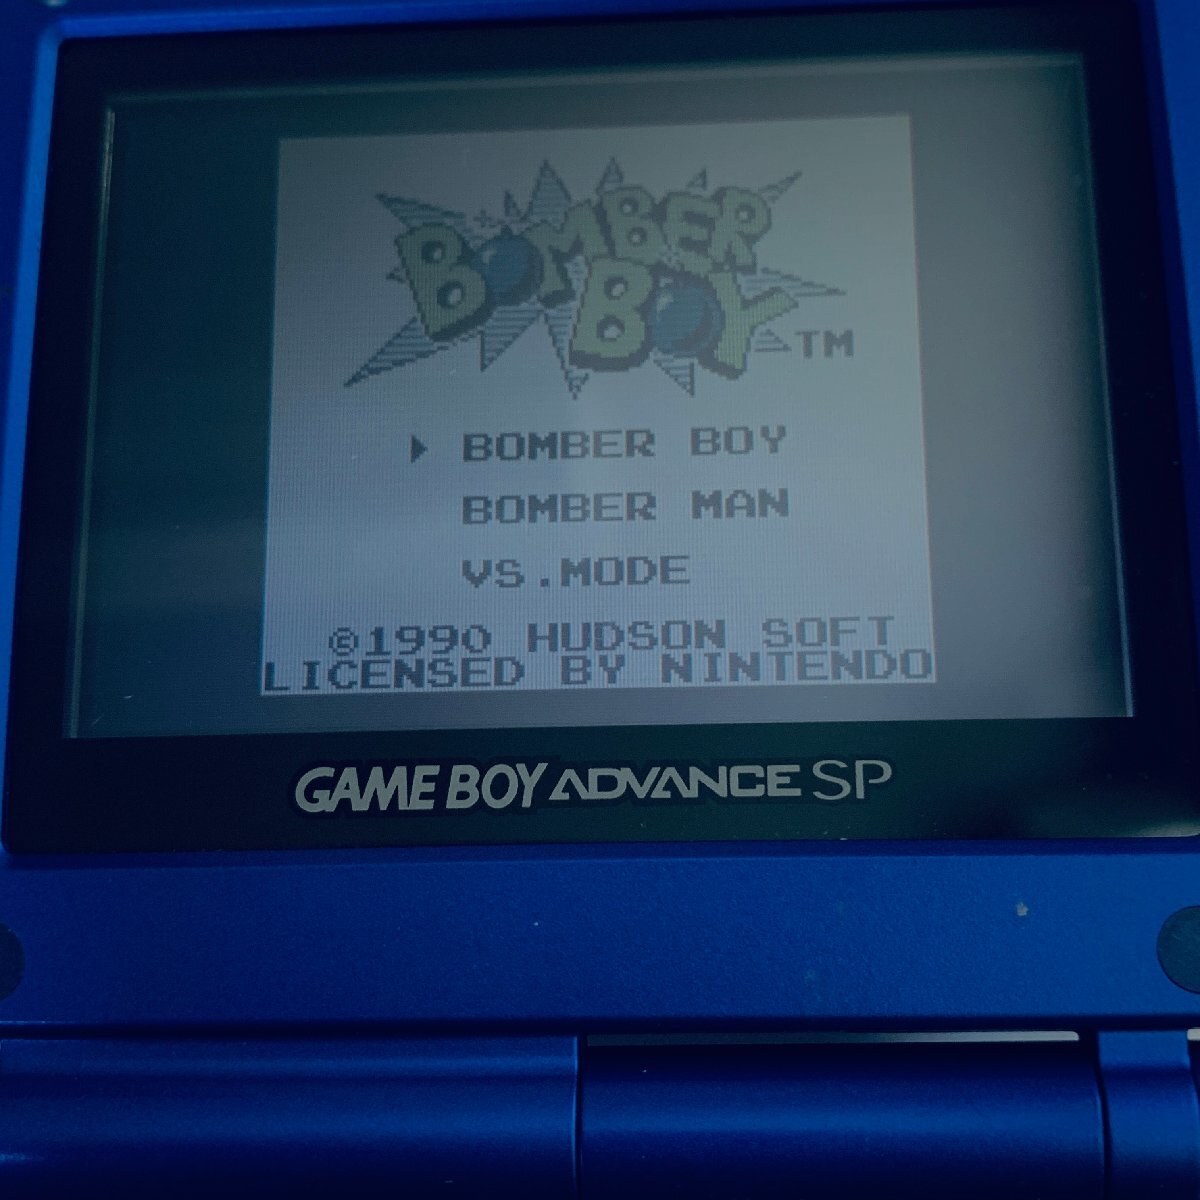 BOMBER
BOY
TM
BOMBER BOY
BOMBER MAN
VS.MODE
©1990 HUDSON SOFT
LICENSED BY NINTENDO
GAME BOY ADVANCE SP